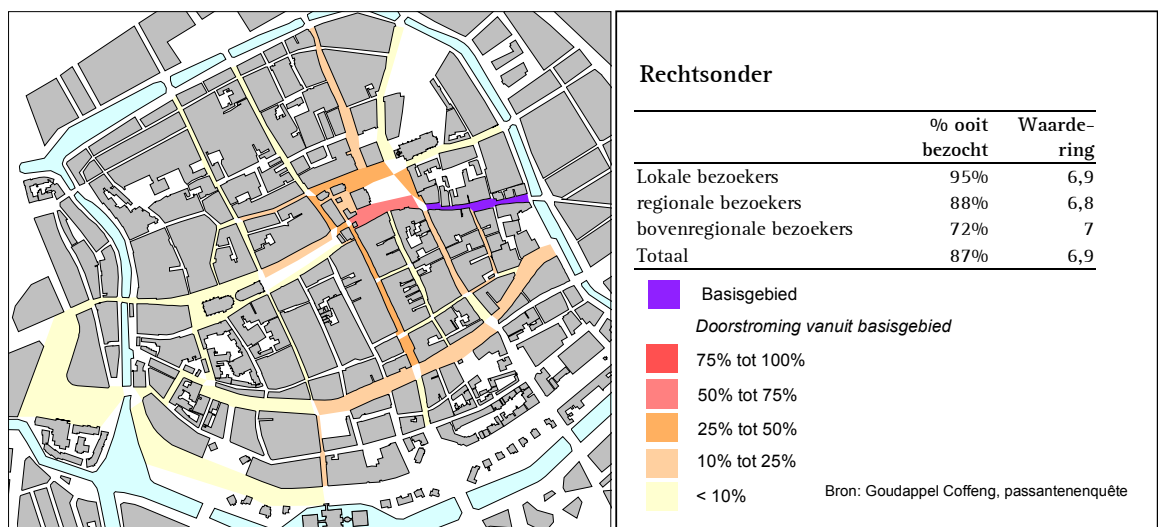 Rechtsonder
% ooit Waarde-
bezocht ring
Lokale bezoekers 95% 6,9
regionale bezoekers 88% 6,8
bovenregionale bezoekers 72% 7
Totaal 87% 6,9
Basisgebied
Doorstroming vanuit basisgebied
75% tot 100%
50% tot 75%
25% tot 50%
10% tot 25%
< 10%
Bron: Goudappel Coffeng, passantenenquête